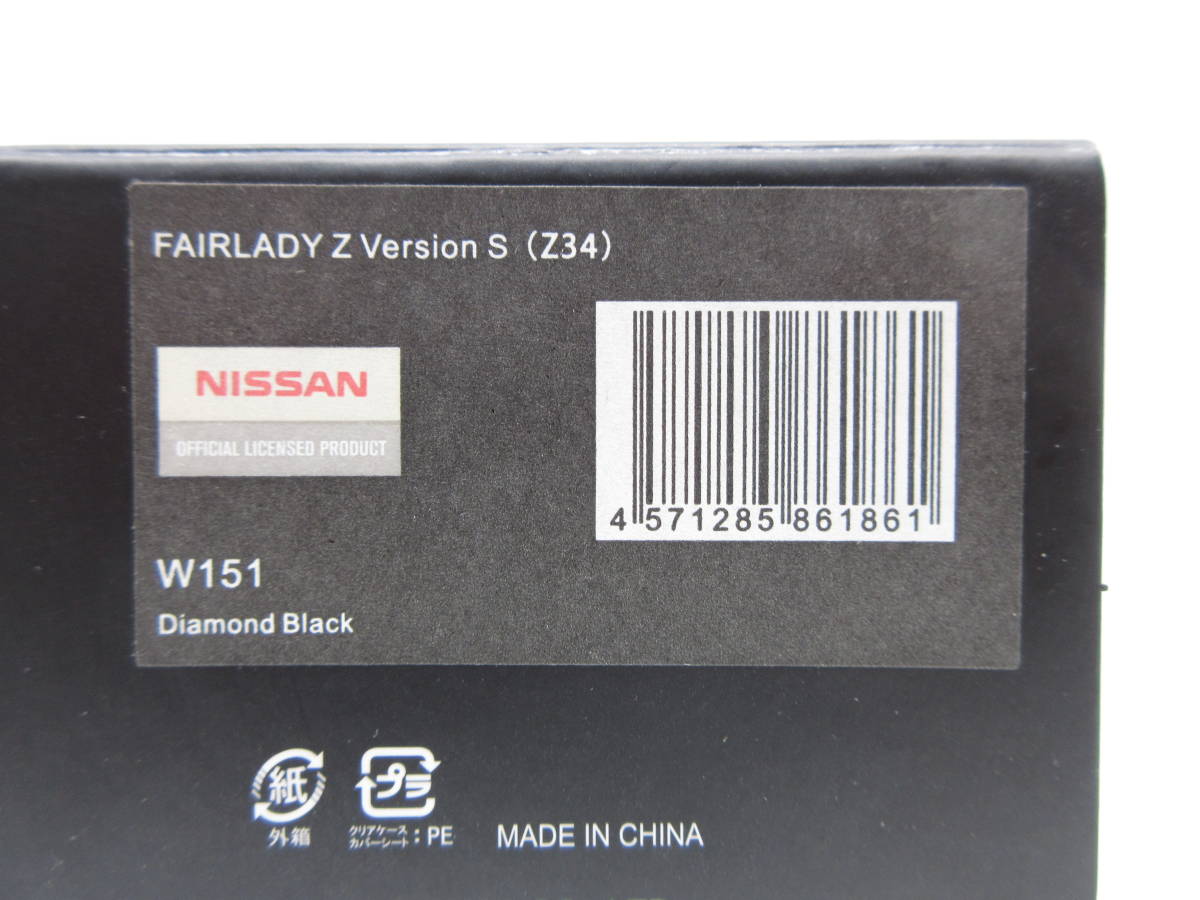 FAIRLADY Z Version S（Z34）
NISSAN
OFFICIAL LICENSED PRODUCT
4 571285 861861
W151
Diamond Black
紙
プラ
外箱
クリアケース
カバーシート：PE
MADE IN CHINA